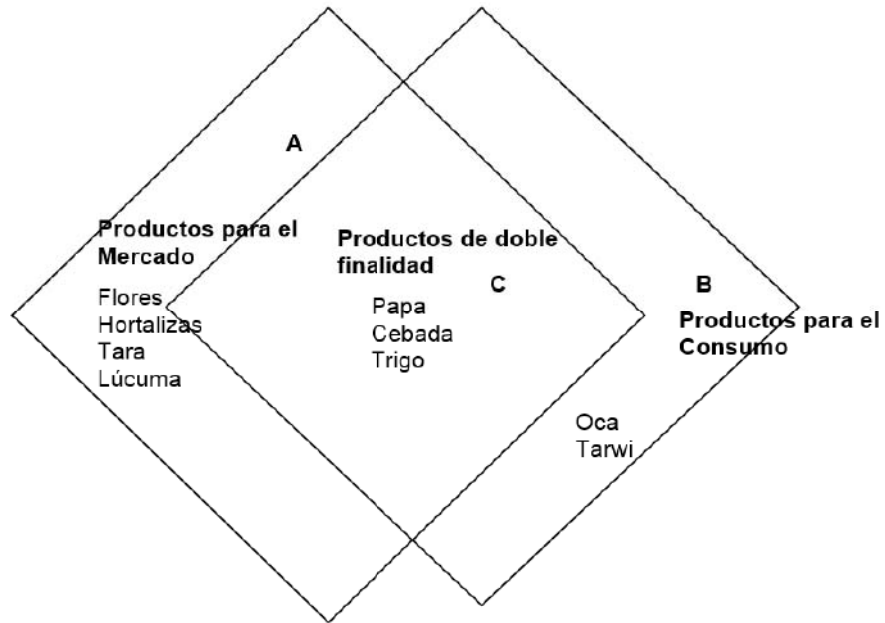 A
Productos para el
Mercado
Flores
Hortalizas
Tara
Lúcuma
Productos de doble
finalidad
C
Papa
Cebada
Trigo
B
Productos para el
Consumo
Oca
Tarwi